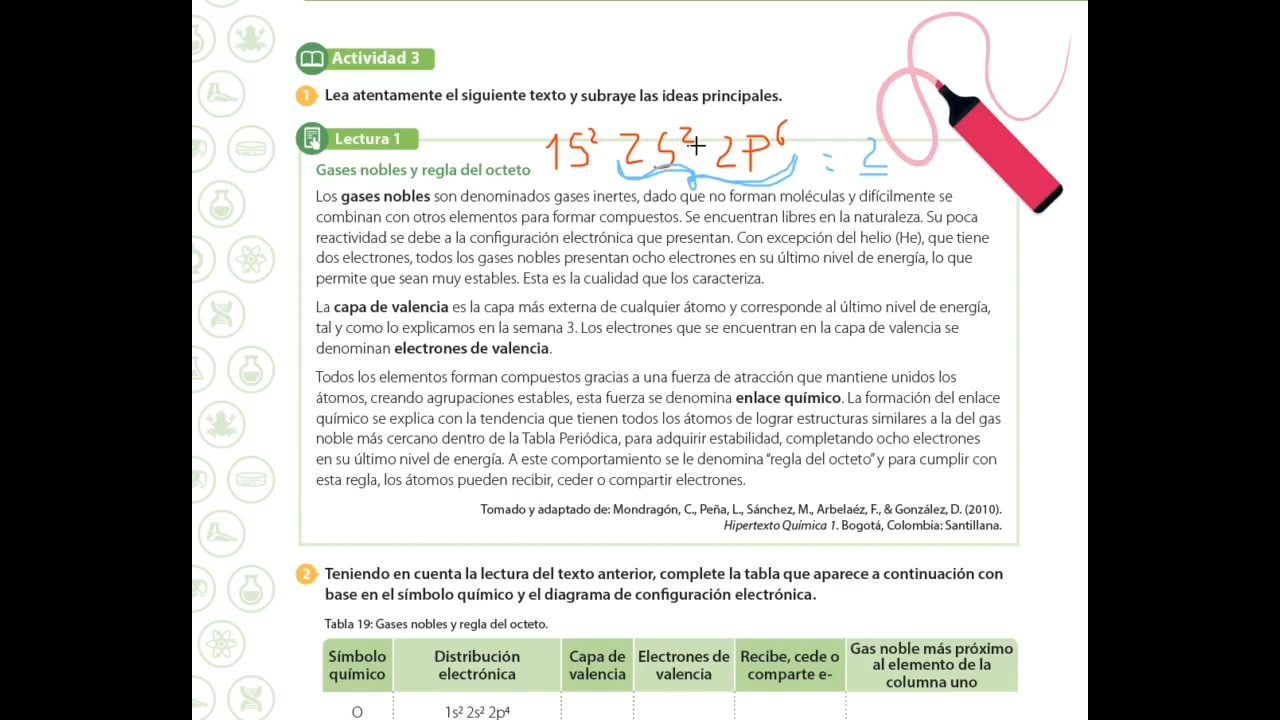 Actividad 3
1 Lea atentamente el siguiente texto y subraye las ideas principales.
Lectura 1
1S² 2S² 2P⁶ = 2
Gases nobles y regla del octeto
Los gases nobles son denominados gases inertes, dado que no forman moléculas y difícilmente se
combinan con otros elementos para formar compuestos. Se encuentran libres en la naturaleza. Su poca
reactividad se debe a la configuración electrónica que presentan. Con excepción del helio (He), que tiene
dos electrones, todos los gases nobles presentan ocho electrones en su último nivel de energía, lo que
permite que sean muy estables. Esta es la cualidad que los caracteriza.
La capa de valencia es la capa más externa de cualquier átomo y corresponde al último nivel de energía,
tal y como lo explicamos en la semana 3. Los electrones que se encuentran en la capa de valencia se
denominan electrones de valencia.
Todos los elementos forman compuestos gracias a una fuerza de atracción que mantiene unidos los
átomos, creando agrupaciones estables, esta fuerza se denomina enlace químico. La formación del enlace
químico se explica con la tendencia que tienen todos los átomos de lograr estructuras similares a la del gas
noble más cercano dentro de la Tabla Periódica, para adquirir estabilidad, completando ocho electrones
en su último nivel de energía. A este comportamiento se le denomina “regla del octeto” y para cumplir con
esta regla, los átomos pueden recibir, ceder o compartir electrones.
Tomado y adaptado de: Mondragón, C., Peña, L., Sánchez, M., Arbelaéz, F., & González, D. (2010).
Hipertexto Química 1. Bogotá, Colombia: Santillana.
2 Teniendo en cuenta la lectura del texto anterior, complete la tabla que aparece a continuación con
base en el símbolo químico y el diagrama de configuración electrónica.
Tabla 19: Gases nobles y regla del octeto.
Símbolo químico Distribución electrónica Capa de valencia Electrones de valencia Recibe, cede o comparte e- Gas noble más próximo al elemento de la columna uno
O 1s² 2s² 2p⁴